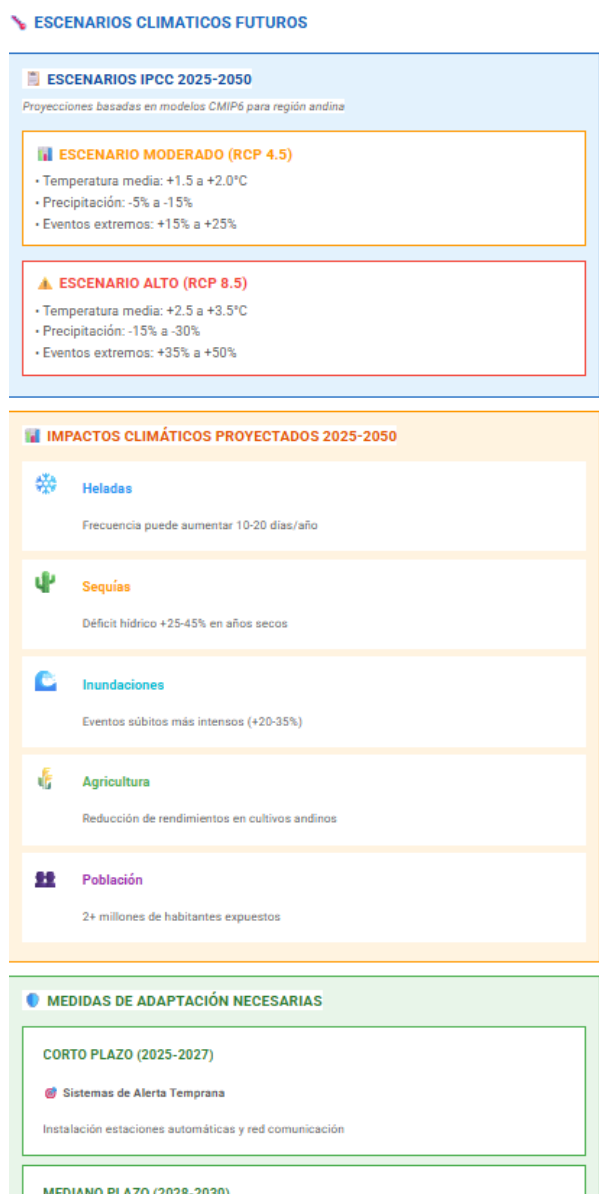 ESCENARIOS CLIMATICOS FUTUROS
ESCENARIOS IPCC 2025-2050
Proyecciones basadas en modelos CMIP6 para región andina
ESCENARIO MODERADO (RCP 4.5)
• Temperatura media: +1.5 a +2.0°C
• Precipitación: -5% a -15%
• Eventos extremos: +15% a +25%
ESCENARIO ALTO (RCP 8.5)
• Temperatura media: +2.5 a +3.5°C
• Precipitación: -15% a -30%
• Eventos extremos: +35% a +50%
IMPACTOS CLIMÁTICOS PROYECTADOS 2025-2050
Heladas
Frecuencia puede aumentar 10-20 días/año
Sequías
Déficit hídrico +25-45% en años secos
Inundaciones
Eventos súbitos más intensos (+20-35%)
Agricultura
Reducción de rendimientos en cultivos andinos
Población
2+ millones de habitantes expuestos
MEDIDAS DE ADAPTACIÓN NECESARIAS
CORTO PLAZO (2025-2027)
Sistemas de Alerta Temprana
Instalación estaciones automáticas y red comunicación
MEDIANO PLAZO (2028-2030)